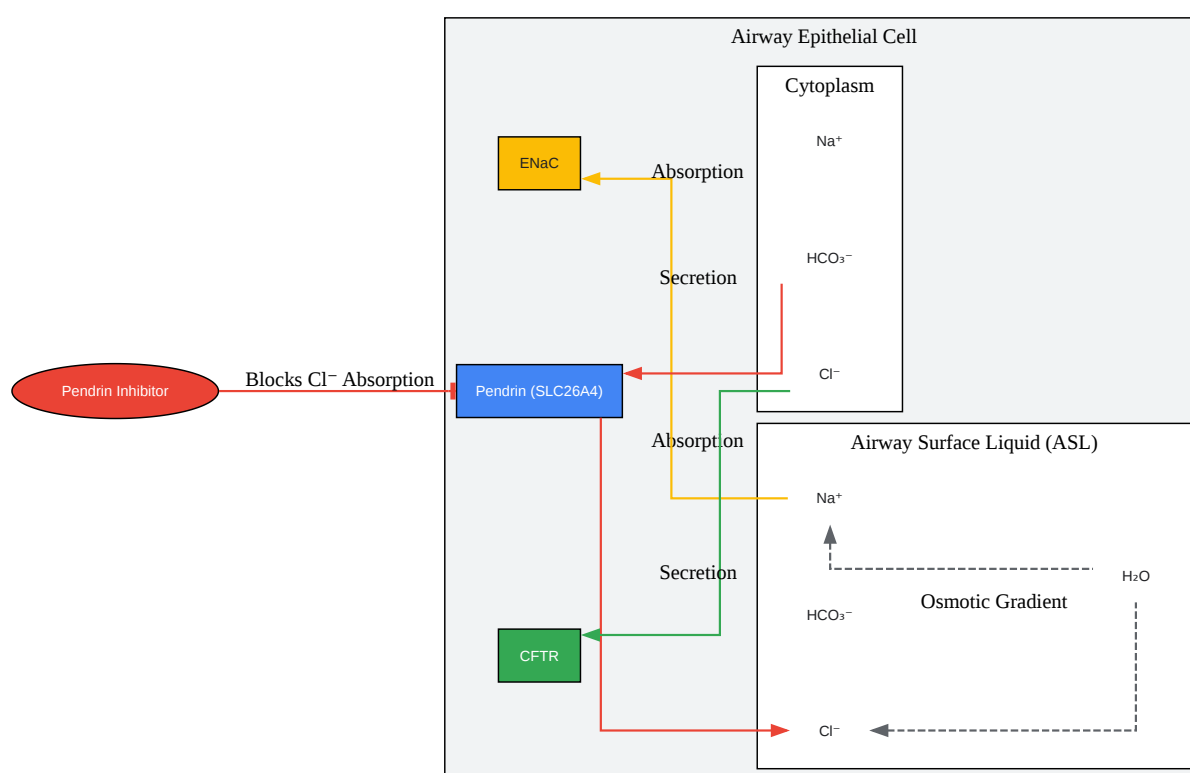 Airway Epithelial Cell
Cytoplasm
Na⁺
ENaC
Absorption
HCO₃⁻
Secretion
Cl⁻
Pendrin Inhibitor
Blocks Cl⁻ Absorption
Pendrin (SLC26A4)
Absorption
Airway Surface Liquid (ASL)
Na⁺
Secretion
H₂O
Osmotic Gradient
HCO₃⁻
CFTR
Cl⁻